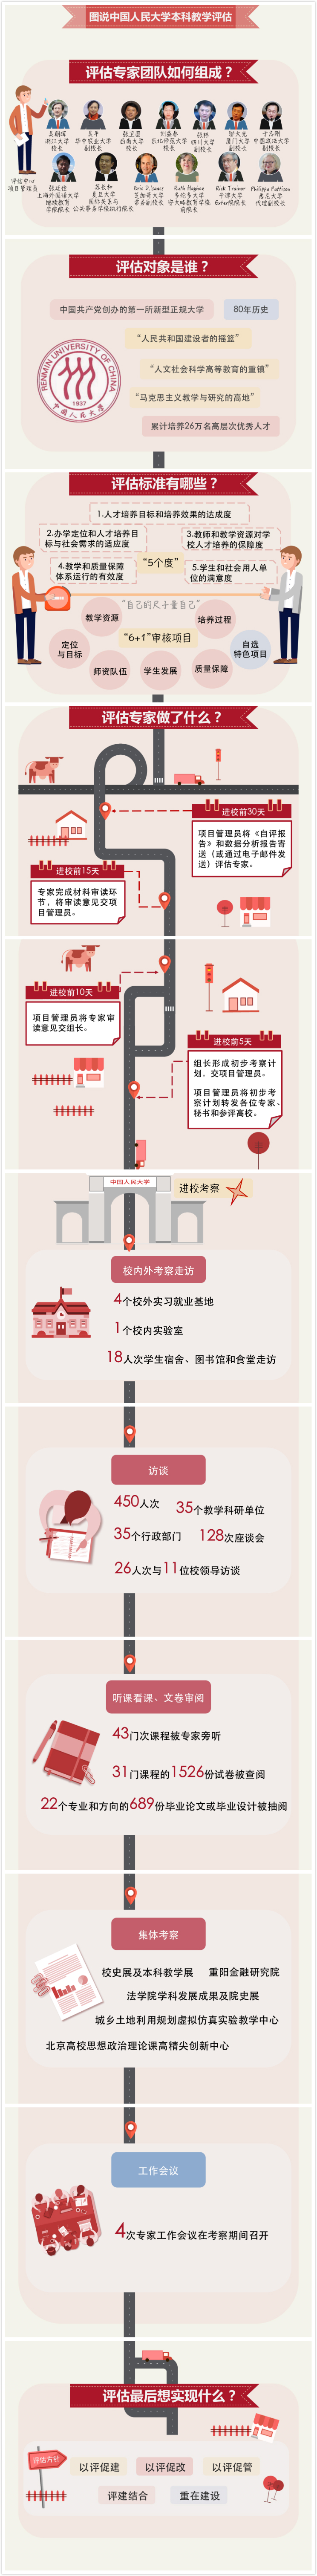 图说中国人民大学本科教学评估
评估专家团队如何组成？
吴朝晖
浙江大学
校长
吴平
华中农业大学
副校长
张卫国
西南大学
校长
刘益春
东北师范大学
校长
张林
四川大学
副校长
邬大光
厦门大学
副校长
于志刚
中国政法大学
副校长
评估中心
项目管理员
张迹佳
上海外国语大学
继续教育
学院院长
苏长和
复旦大学
国际关系与
公共事务学院执行院长
芝加哥大学
常务副校长
多伦多大学
安大略教育学院
前院长
Rick Trainor
牛津大学
Exeter院院长
Philippa Pattison
悉尼大学
代理副校长
评估对象是谁？
中国共产党创办的第一所新型正规大学
80年历史
“人民共和国建设者的摇篮”
“人文社会科学高等教育的重镇”
“马克思主义教学与研究的高地”
累计培养26万名高层次优秀人才
RENMIN UNIVERSITY OF CHINA
1937
中国人民大学
评估标准有哪些？
1.人才培养目标和培养效果的达成度
2.办学定位和人才培养目
标与社会需求的适应度
3.教师和教学资源对学
校人才培养的保障度
4.教学和质量保障
体系运行的有效度
“5个度”
5.学生和社会用人单
位的满意度
“自己的尺子量自己”
教学资源
培养过程
“6+1”审核项目
定位
与目标
自选
特色项目
师资队伍
学生发展
质量保障
评估专家做了什么？
进校前30天
项目管理员将《自评报
告》和数据分析报告寄
送（或通过电子邮件发
送）评估专家。
进校前15天
专家完成材料审读环
节，将审读意见交项
目管理员。
进校前10天
项目管理员将专家审
读意见交组长。
进校前5天
组长形成初步考察计
划，交项目管理员。
项目管理员将初步考
察计划转发各位专家、
秘书和参评高校。
中国人民大学
进校考察
校内外考察走访
4个校外实习就业基地
1个校内实验室
18人次学生宿舍、图书馆和食堂走访
访谈
450人次
35个教学科研单位
35个行政部门
128次座谈会
26人次与11位校领导访谈
听课看课、文卷审阅
43门次课程被专家旁听
31门课程的1526份试卷被查阅
22个专业和方向的689份毕业论文或毕业设计被抽阅
集体考察
校史展及本科教学展
重阳金融研究院
法学院学科发展成果及院史展
城乡土地利用规划虚拟仿真实验教学中心
北京高校思想政治理论课高精尖创新中心
工作会议
4次专家工作会议在考察期间召开
评估最后想实现什么？
评估方针
以评促建
以评促改
以评促管
评建结合
重在建设